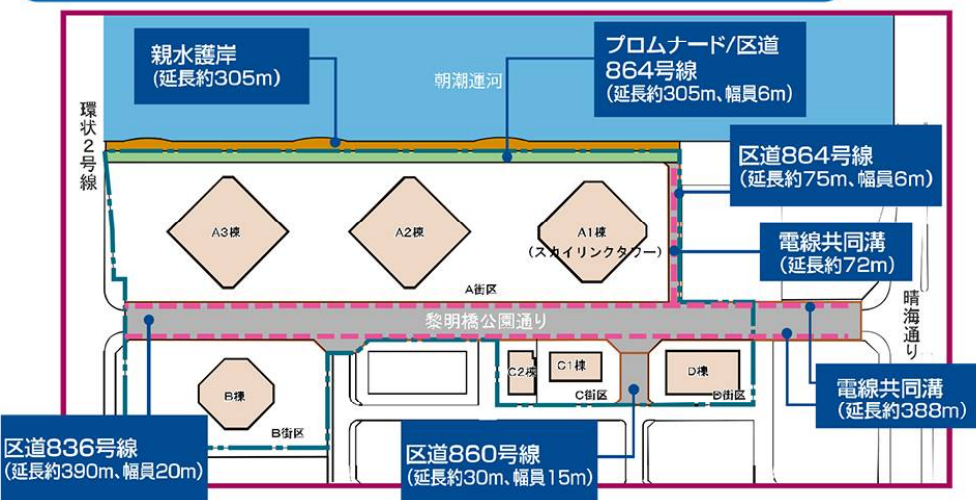 親水護岸
(延長約305m)
プロムナード/区道
864号線
(延長約305m、幅員6m)
朝潮運河
環状2号線
区道864号線
(延長約75m、幅員6m)
A3棟
A2棟
A1棟
(スカイリンクタワー)
電線共同溝
(延長約72m)
A街区
晴海通り
黎明橋公園通り
C2棟
C1棟
D棟
B棟
C街区
D街区
電線共同溝
(延長約388m)
B街区
区道836号線
(延長約390m、幅員20m)
区道860号線
(延長約30m、幅員15m)